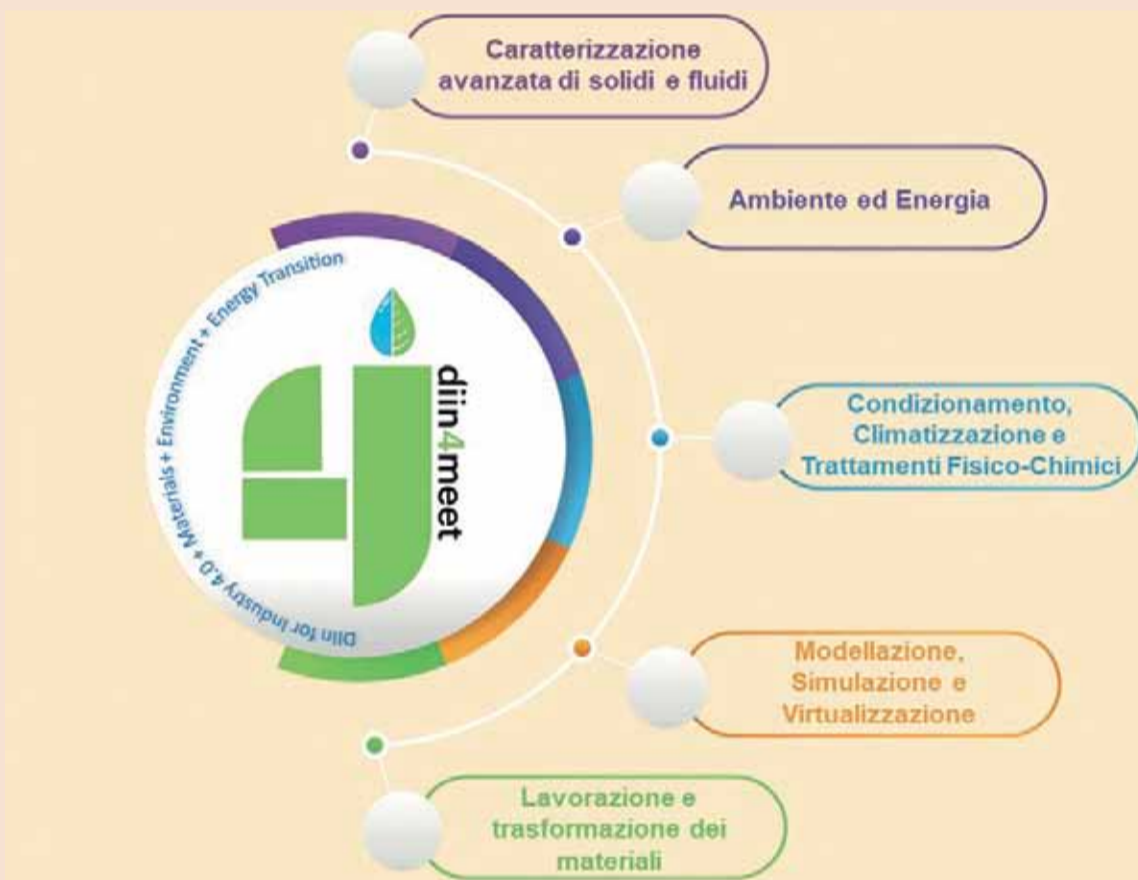 Caratterizzazione
avanzata di solidi e fluidi
Ambiente ed Energia
Condizionamento,
Climatizzazione e
Trattamenti Fisico-Chimici
Modellazione,
Simulazione e
Virtualizzazione
Lavorazione e
trasformazione dei
materiali
DIIn for Industry 4.0 + Materials + Environment + Energy Transition
diin4meet